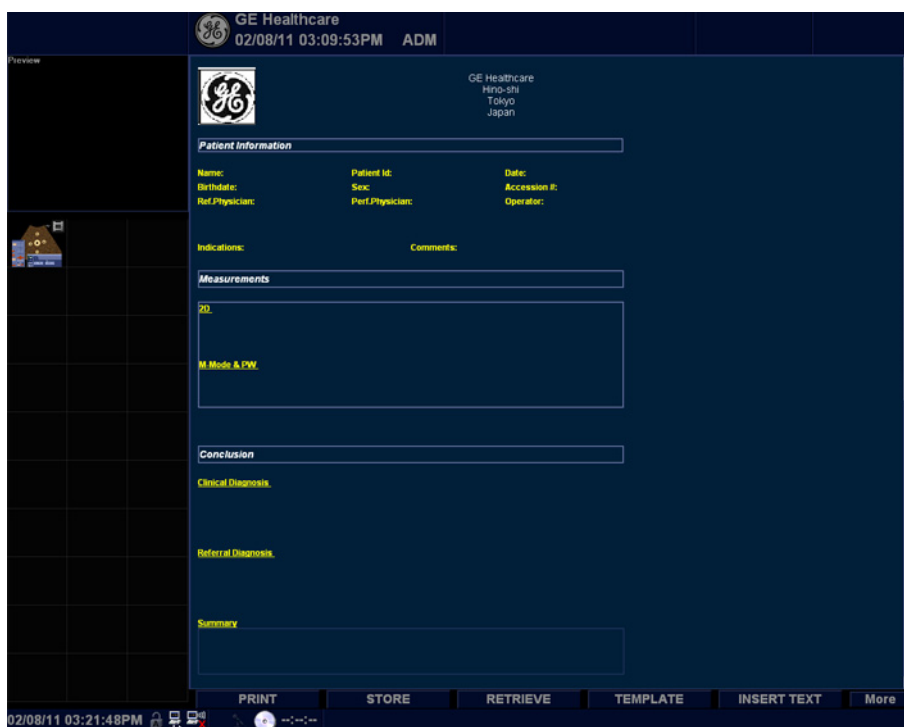 GE Healthcare
02/08/11 03:09:53PM ADM
Preview
GE Healthcare
Hino-shi
Tokyo
Japan
Patient Information
Name: Patient Id: Date:
Birthdate: Sex: Accession #:
Ref.Physician: Perf.Physician: Operator:
Indications: Comments:
Measurements
2D
M-Mode & PW
Conclusion
Clinical Diagnosis
Referral Diagnosis
Summary
PRINT STORE RETRIEVE TEMPLATE INSERT TEXT More
02/08/11 03:21:48PM --:--:--